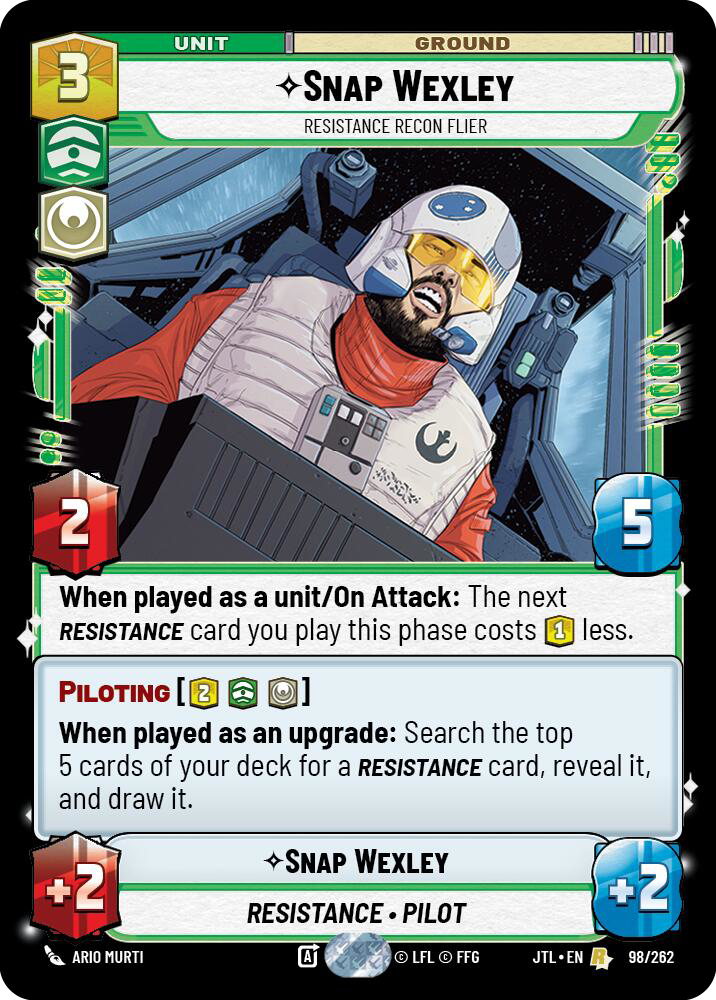 UNIT
GROUND
3
SNAP WEXLEY
RESISTANCE RECON FLIER
2
5
When played as a unit/On Attack: The next
RESISTANCE card you play this phase costs 1 less.
PILOTING [2]
When played as an upgrade: Search the top
5 cards of your deck for a RESISTANCE card, reveal it,
and draw it.
+2
SNAP WEXLEY
+2
RESISTANCE • PILOT
ARIO MURTI
A
© LFL © FFG
JTL • EN
R
98/262